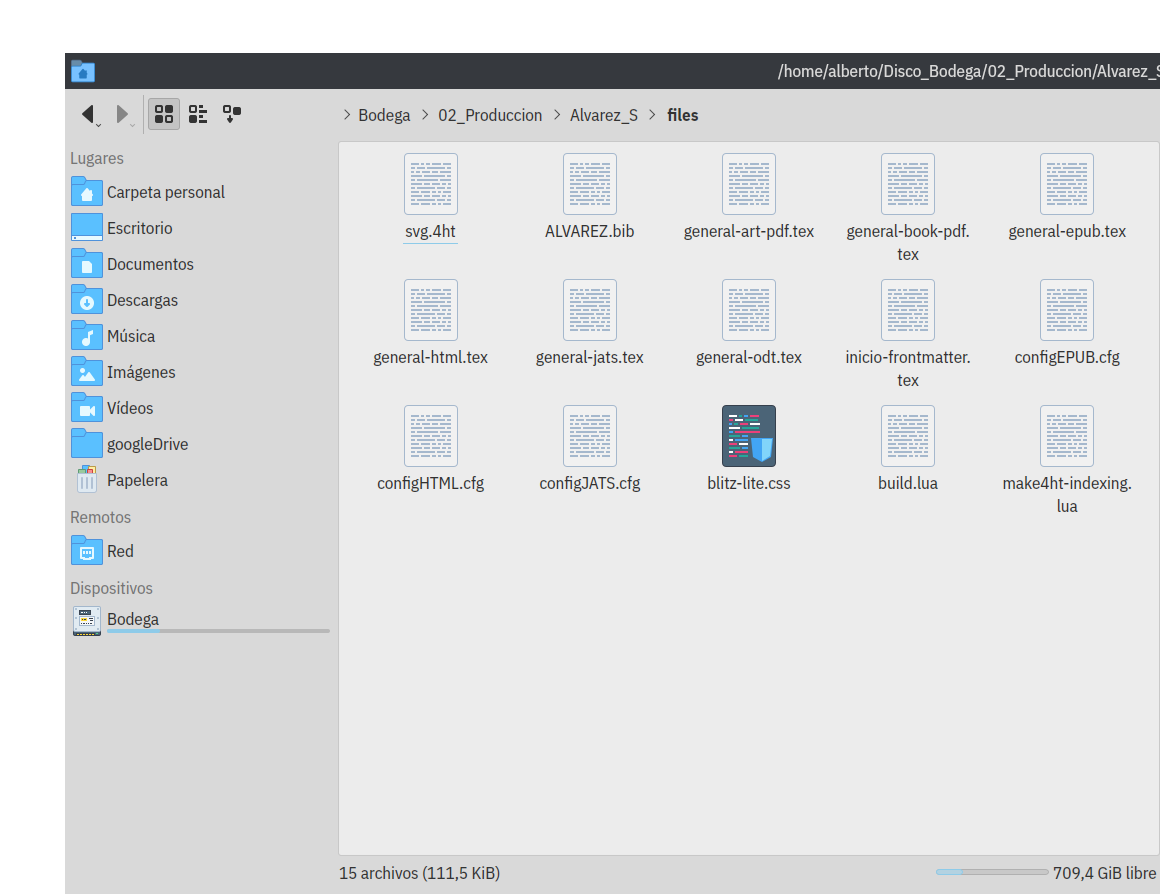 /home/alberto/Disco_Bodega/02_Produccion/Alvarez_S
Bodega > 02_Produccion > Alvarez_S > files
Lugares
Carpeta personal
Escritorio
Documentos
Descargas
Música
Imágenes
Vídeos
googleDrive
Papelera
Remotos
Red
Dispositivos
Bodega
svg.4ht
ALVAREZ.bib
general-art-pdf.tex
general-book-pdf.
tex
general-epub.tex
general-html.tex
general-jats.tex
general-odt.tex
inicio-frontmatter.
tex
configEPUB.cfg
configHTML.cfg
configJATS.cfg
blitz-lite.css
build.lua
make4ht-indexing.
lua
15 archivos (111,5 KiB)
709,4 GiB libre